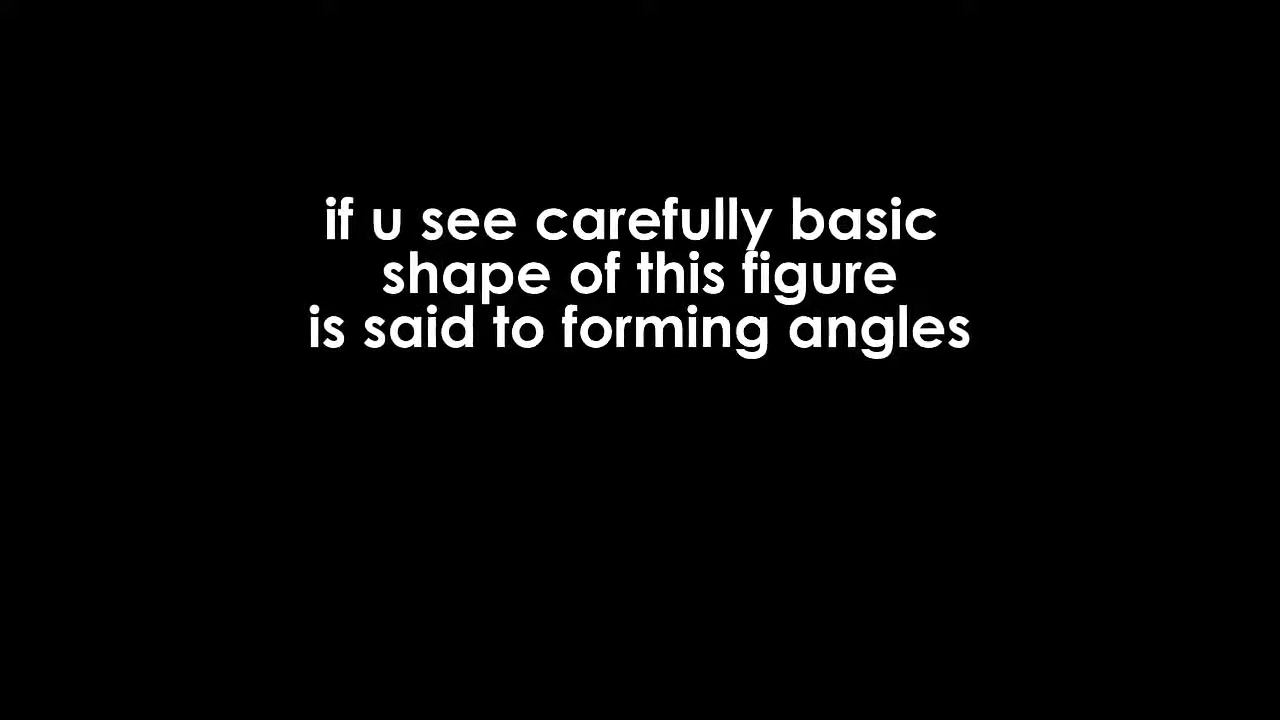 if u see carefully basic
shape of this figure
is said to forming angles